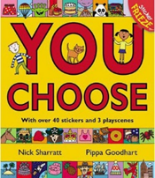 YOU
CHOOSE
With over 40 stickers and 3 playscenes
Nick Sharratt Pippa Goodhart